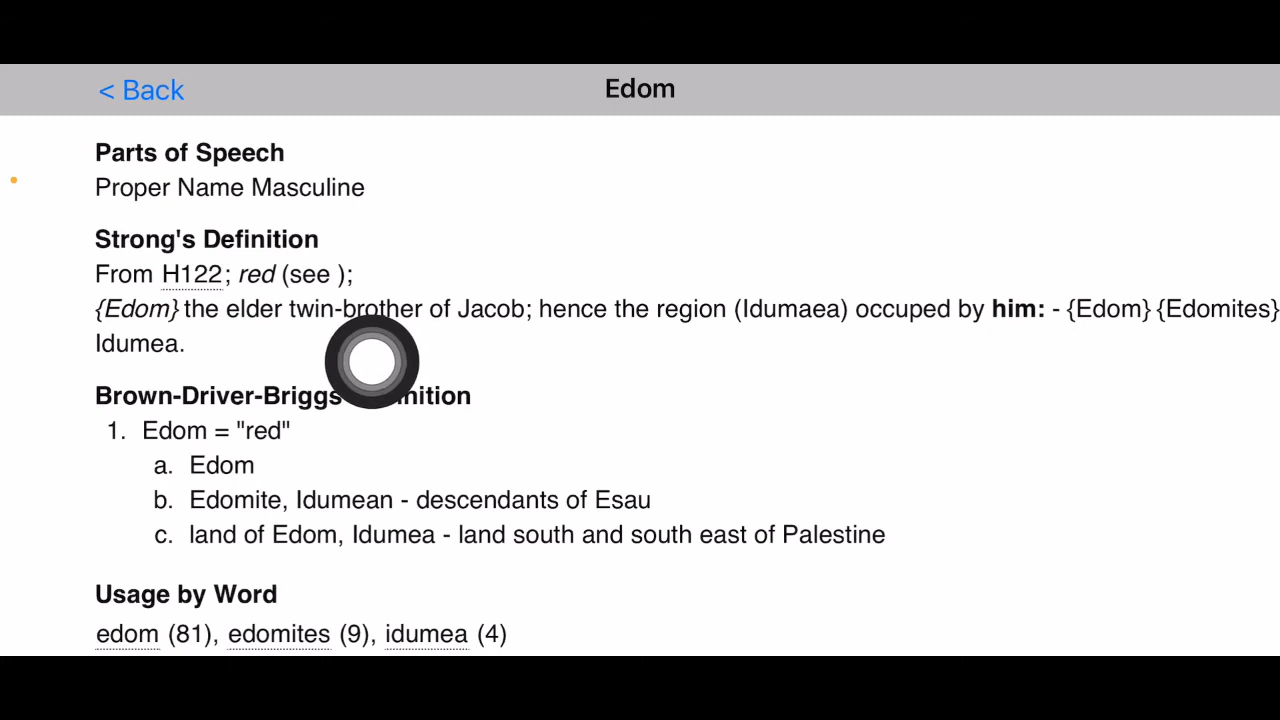 < Back
Edom
Parts of Speech
Proper Name Masculine
Strong's Definition
From H122; red (see );
{Edom} the elder twin-brother of Jacob; hence the region (Idumaea) occuped by him: - {Edom} {Edomites}
Idumea.
Brown-Driver-Briggs
1. Edom = "red"
a. Edom
b. Edomite, Idumean - descendants of Esau
c. land of Edom, Idumea - land south and south east of Palestine
Usage by Word
edom (81), edomites (9), idumea (4)